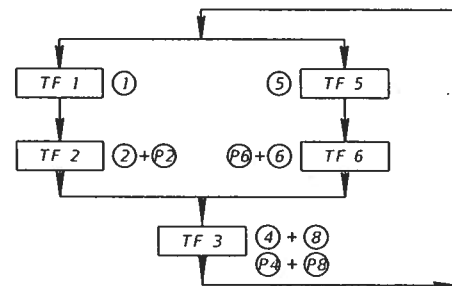 TF 1 ① ⑤ TF 5
TF 2 ②+P2 P6+⑥ TF 6
TF 3 ④ + ⑧
P4 + P8